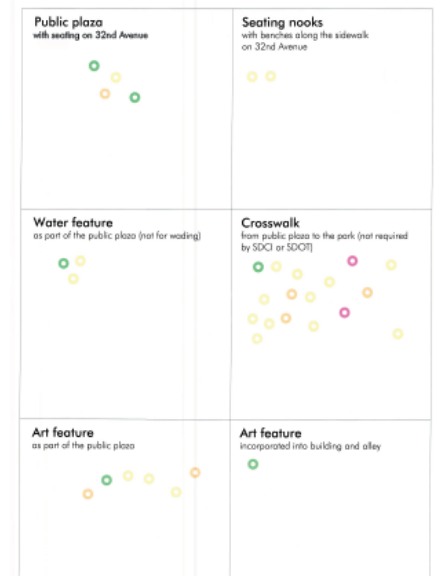 Public plaza
with seating on 32nd Avenue
Seating nooks
with benches along the sidewalk
on 32nd Avenue
Water feature
as part of the public plaza (not for wading)
Crosswalk
from public plaza to the park (not required
by SDCI or SDOT)
Art feature
as part of the public plaza
Art feature
incorporated into building and alley